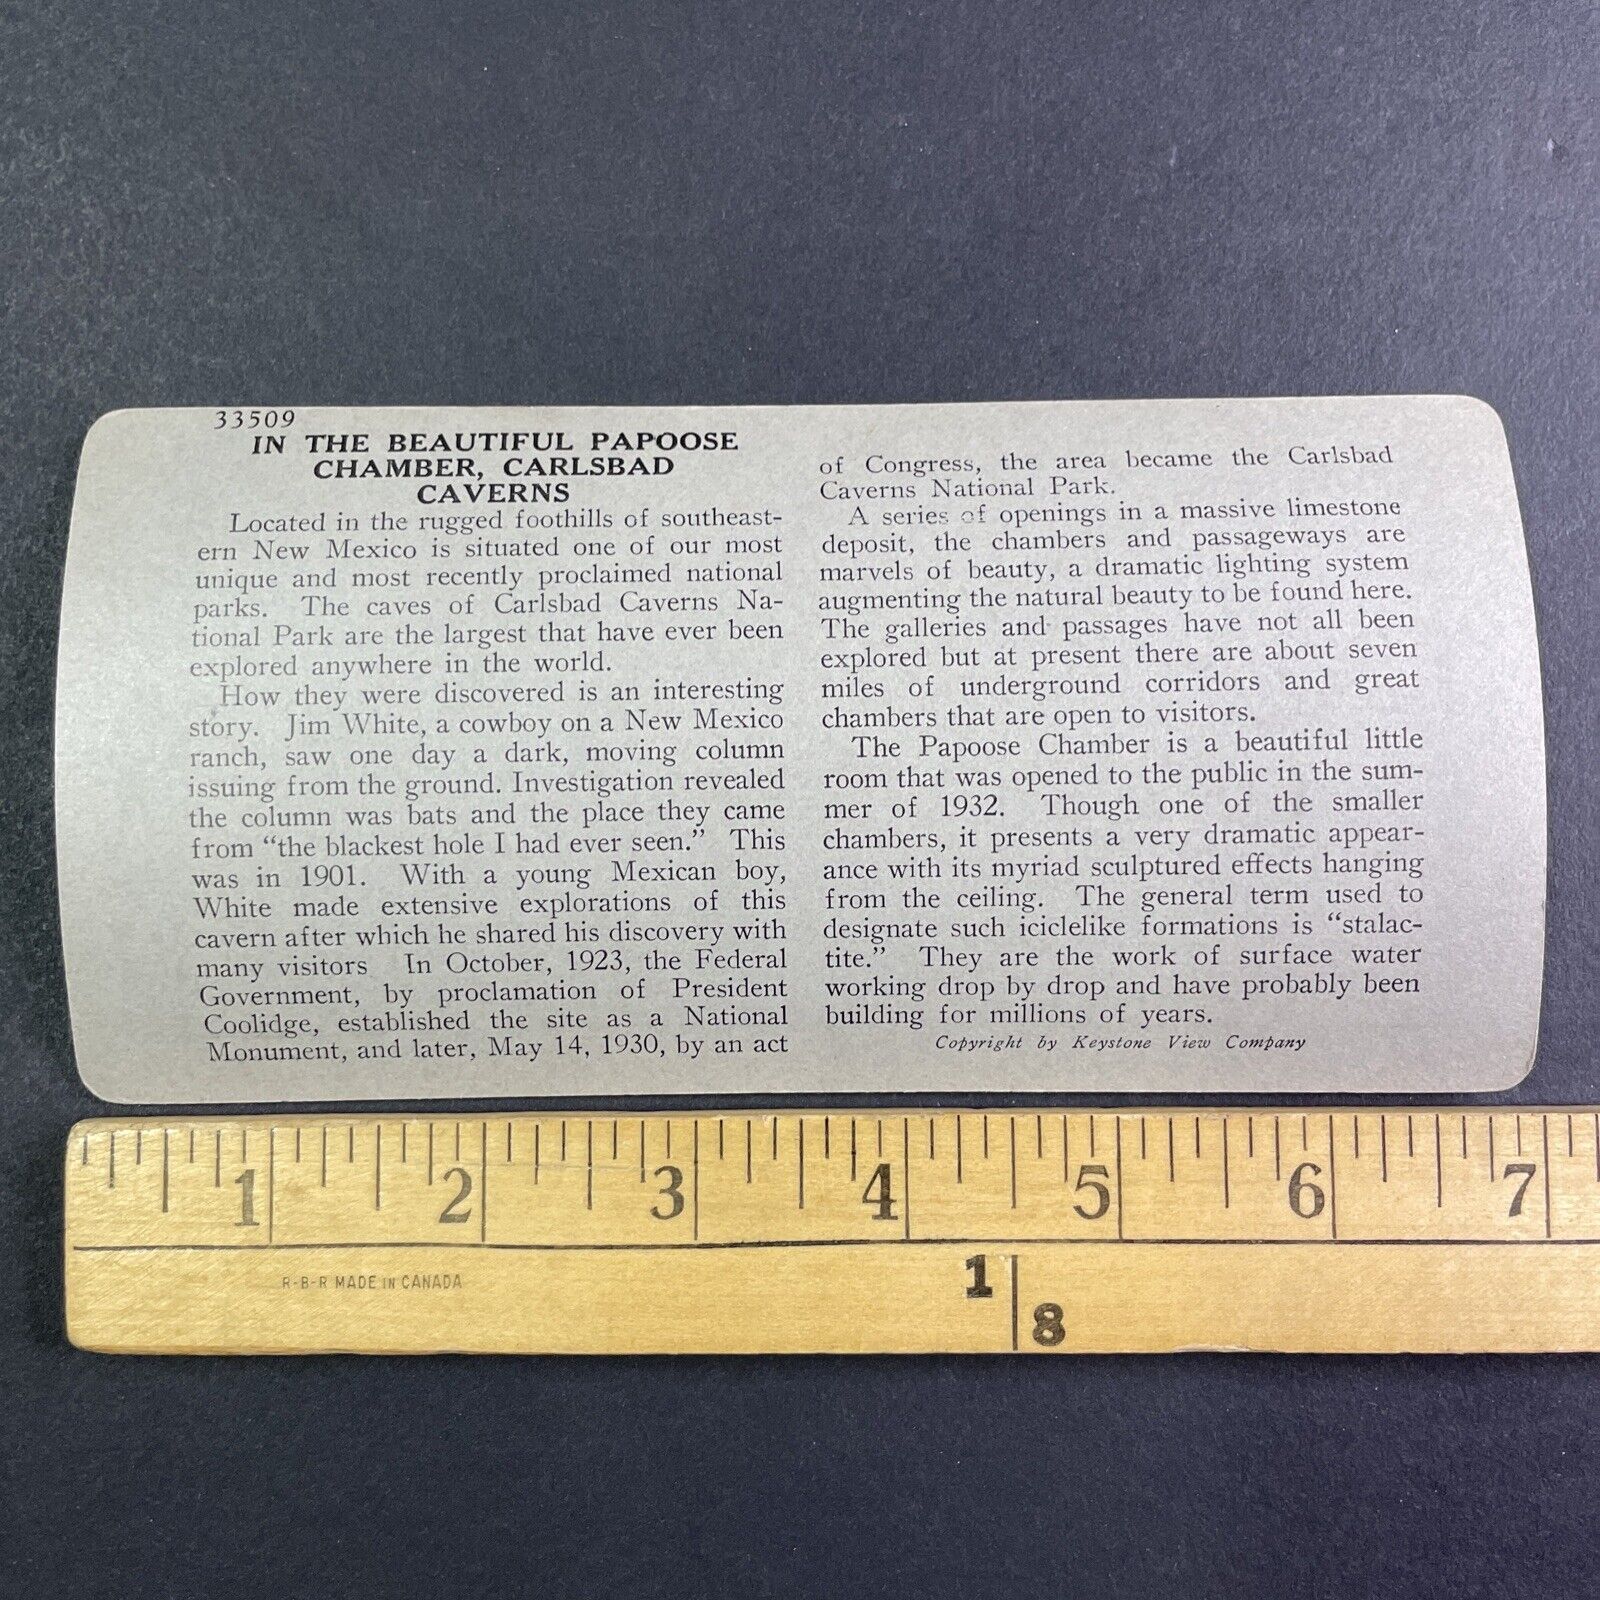 33509
IN THE BEAUTIFUL PAPOOSE
CHAMBER, CARLSBAD
CAVERNS
Located in the rugged foothills of southeast-
ern New Mexico is situated one of our most
unique and most recently proclaimed national
parks. The caves of Carlsbad Caverns Na-
tional Park are the largest that have ever been
explored anywhere in the world.
How they were discovered is an interesting
story. Jim White, a cowboy on a New Mexico
ranch, saw one day a dark, moving column
issuing from the ground. Investigation revealed
the column was bats and the place they came
from “the blackest hole I had ever seen.” This
was in 1901. With a young Mexican boy,
White made extensive explorations of this
cavern after which he shared his discovery with
many visitors In October, 1923, the Federal
Government, by proclamation of President
Coolidge, established the site as a National
Monument, and later, May 14, 1930, by an act
of Congress, the area became the Carlsbad
Caverns National Park.
A series of openings in a massive limestone
deposit, the chambers and passageways are
marvels of beauty, a dramatic lighting system
augmenting the natural beauty to be found here.
The galleries and passages have not all been
explored but at present there are about seven
miles of underground corridors and great
chambers that are open to visitors.
The Papoose Chamber is a beautiful little
room that was opened to the public in the sum-
mer of 1932. Though one of the smaller
chambers, it presents a very dramatic appear-
ance with its myriad sculptured effects hanging
from the ceiling. The general term used to
designate such iciclelike formations is “stalac-
tite.” They are the work of surface water
working drop by drop and have probably been
building for millions of years.
Copyright by Keystone View Company
1 2 3 4 5 6 7
R-B-R MADE IN CANADA
1
8